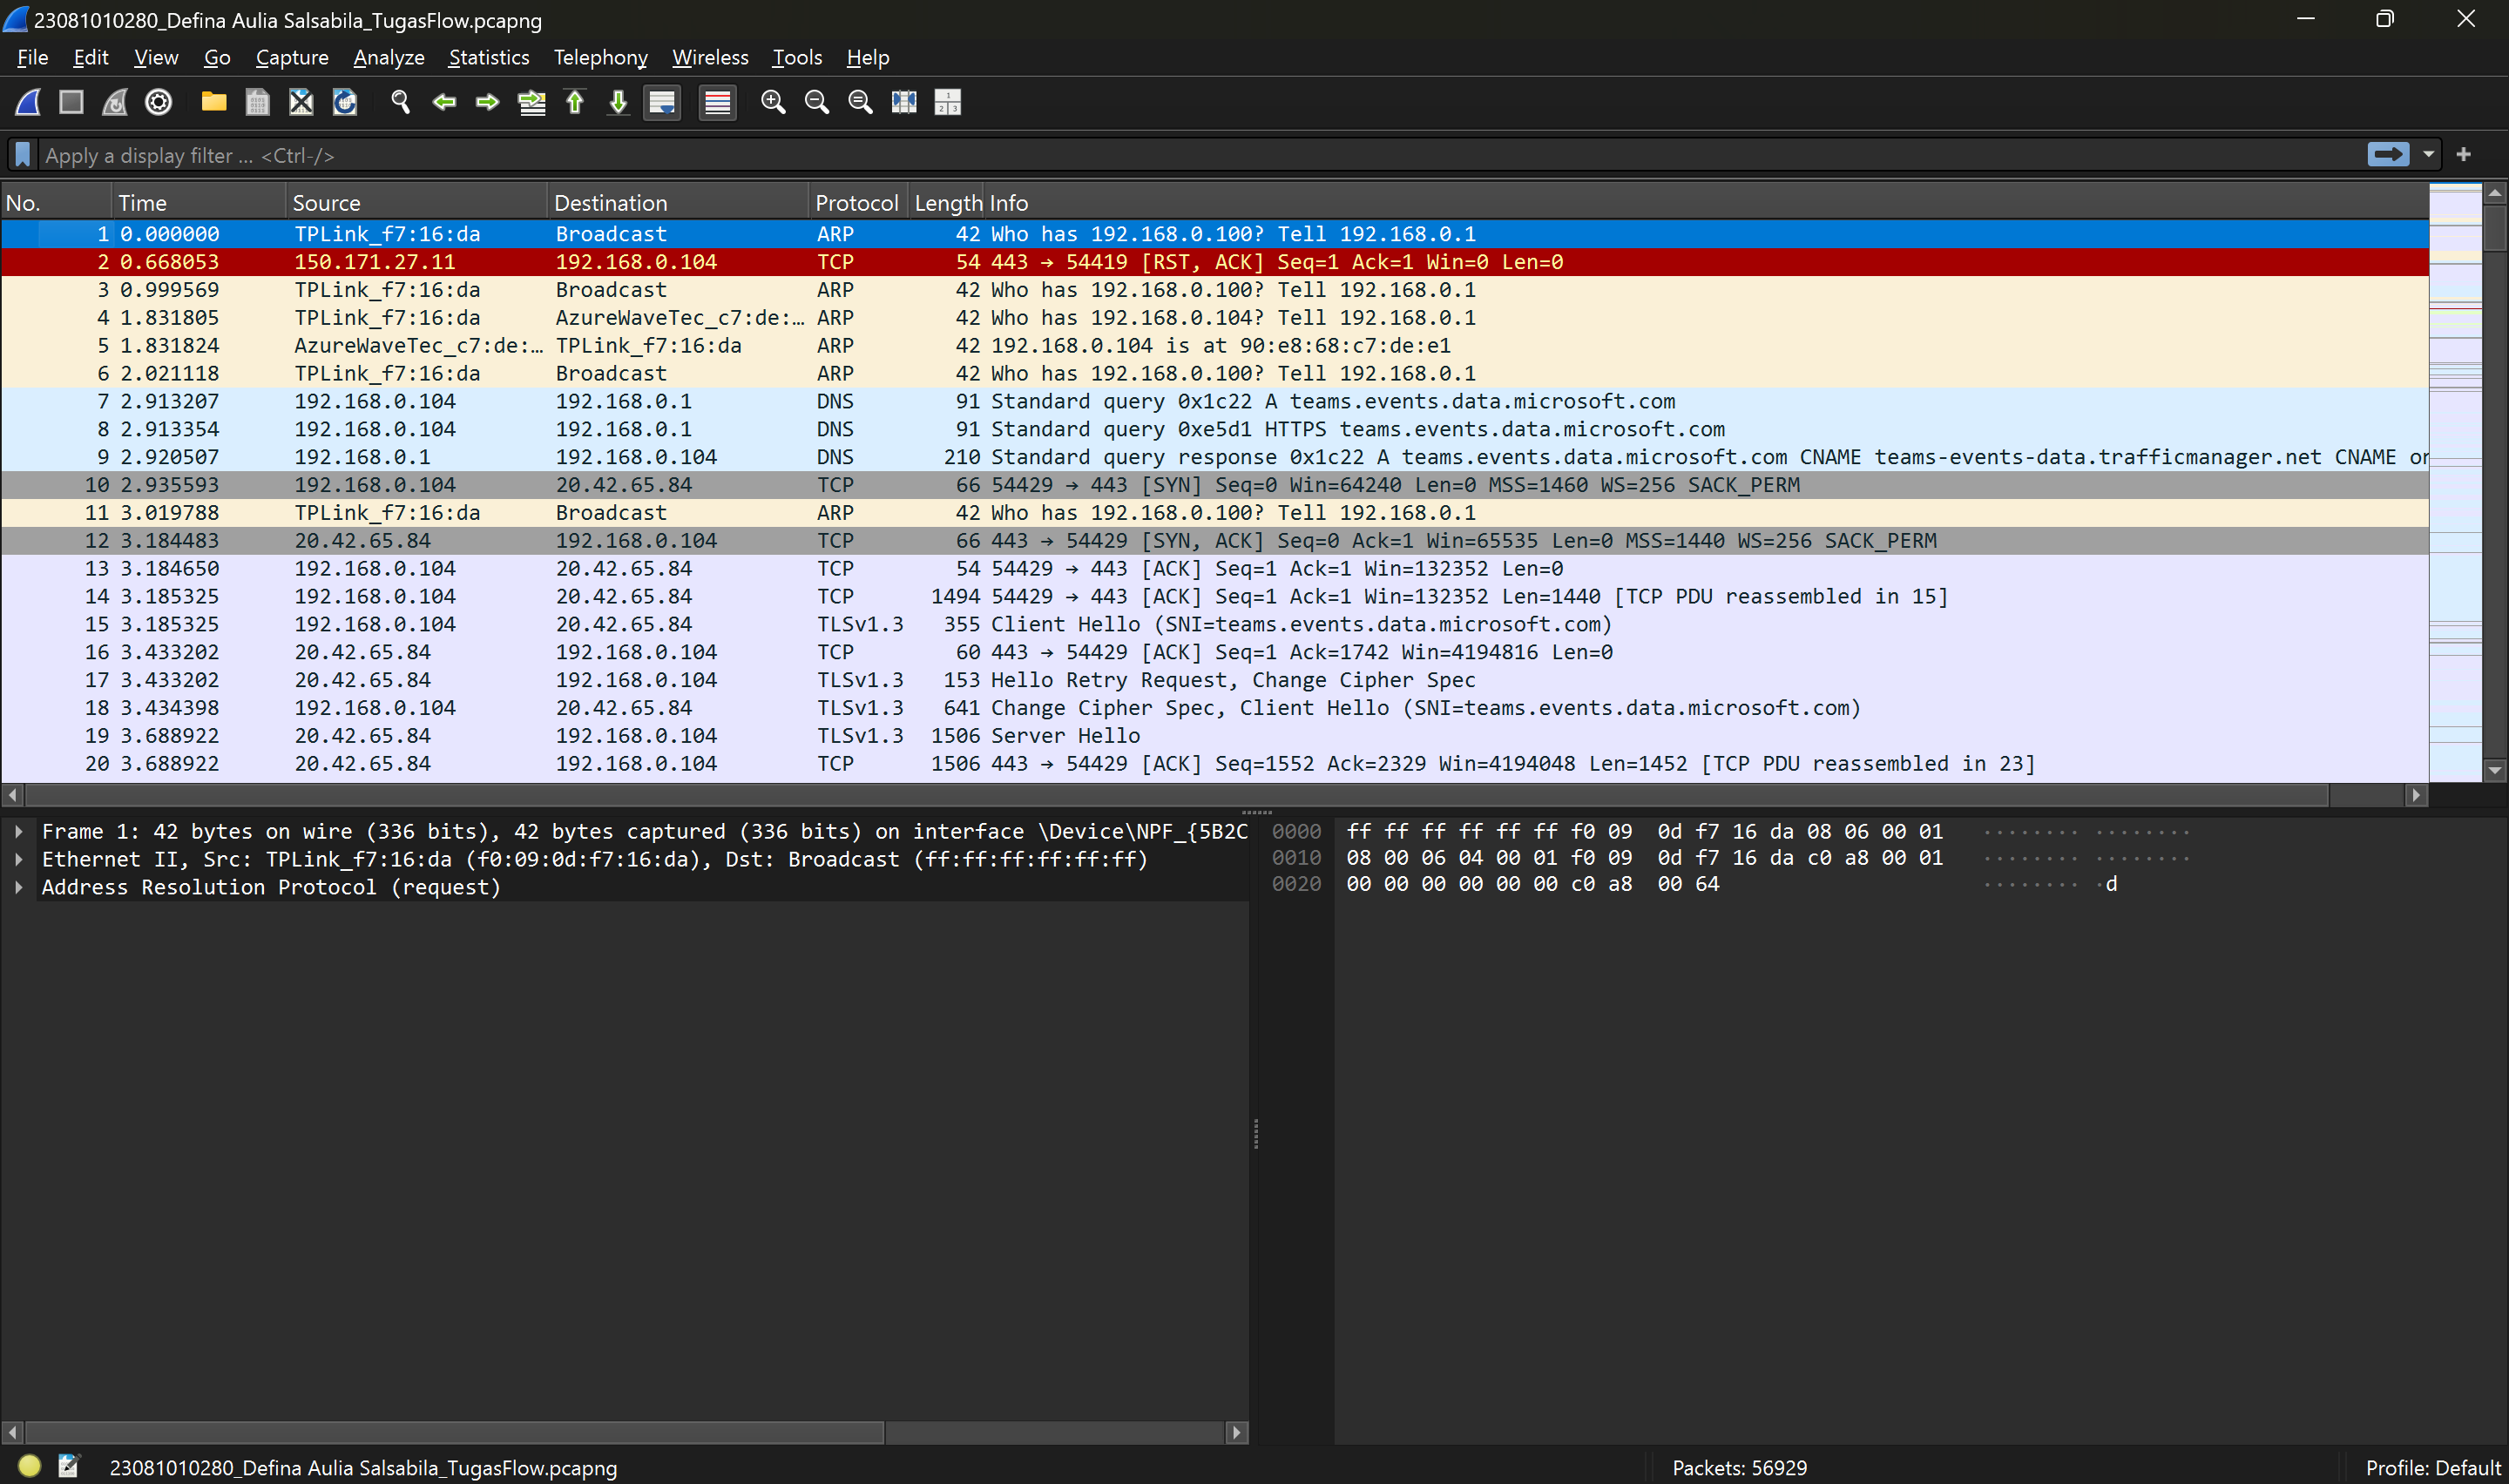 23081010280_Defina Aulia Salsabila_TugasFlow.pcapng
File Edit View Go Capture Analyze Statistics Telephony Wireless Tools Help
Apply a display filter ... <Ctrl-/>
No. Time Source Destination Protocol Length Info
1 0.000000 TPLink_f7:16:da Broadcast ARP 42 Who has 192.168.0.100? Tell 192.168.0.1
2 0.668053 150.171.27.11 192.168.0.104 TCP 54 443 → 54419 [RST, ACK] Seq=1 Ack=1 Win=0 Len=0
3 0.999569 TPLink_f7:16:da Broadcast ARP 42 Who has 192.168.0.100? Tell 192.168.0.1
4 1.831805 TPLink_f7:16:da AzureWaveTec_c7:de:… ARP 42 Who has 192.168.0.104? Tell 192.168.0.1
5 1.831824 AzureWaveTec_c7:de:… TPLink_f7:16:da ARP 42 192.168.0.104 is at 90:e8:68:c7:de:e1
6 2.021118 TPLink_f7:16:da Broadcast ARP 42 Who has 192.168.0.100? Tell 192.168.0.1
7 2.913207 192.168.0.104 192.168.0.1 DNS 91 Standard query 0x1c22 A teams.events.data.microsoft.com
8 2.913354 192.168.0.104 192.168.0.1 DNS 91 Standard query 0xe5d1 HTTPS teams.events.data.microsoft.com
9 2.920507 192.168.0.1 192.168.0.104 DNS 210 Standard query response 0x1c22 A teams.events.data.microsoft.com CNAME teams-events-data.trafficmanager.net CNAME or
10 2.935593 192.168.0.104 20.42.65.84 TCP 66 54429 → 443 [SYN] Seq=0 Win=64240 Len=0 MSS=1460 WS=256 SACK_PERM
11 3.019788 TPLink_f7:16:da Broadcast ARP 42 Who has 192.168.0.100? Tell 192.168.0.1
12 3.184483 20.42.65.84 192.168.0.104 TCP 66 443 → 54429 [SYN, ACK] Seq=0 Ack=1 Win=65535 Len=0 MSS=1440 WS=256 SACK_PERM
13 3.184650 192.168.0.104 20.42.65.84 TCP 54 54429 → 443 [ACK] Seq=1 Ack=1 Win=132352 Len=0
14 3.185325 192.168.0.104 20.42.65.84 TCP 1494 54429 → 443 [ACK] Seq=1 Ack=1 Win=132352 Len=1440 [TCP PDU reassembled in 15]
15 3.185325 192.168.0.104 20.42.65.84 TLSv1.3 355 Client Hello (SNI=teams.events.data.microsoft.com)
16 3.433202 20.42.65.84 192.168.0.104 TCP 60 443 → 54429 [ACK] Seq=1 Ack=1742 Win=4194816 Len=0
17 3.433202 20.42.65.84 192.168.0.104 TLSv1.3 153 Hello Retry Request, Change Cipher Spec
18 3.434398 192.168.0.104 20.42.65.84 TLSv1.3 641 Change Cipher Spec, Client Hello (SNI=teams.events.data.microsoft.com)
19 3.688922 20.42.65.84 192.168.0.104 TLSv1.3 1506 Server Hello
20 3.688922 20.42.65.84 192.168.0.104 TCP 1506 443 → 54429 [ACK] Seq=1552 Ack=2329 Win=4194048 Len=1452 [TCP PDU reassembled in 23]
Frame 1: 42 bytes on wire (336 bits), 42 bytes captured (336 bits) on interface \Device\NPF_{5B2C
Ethernet II, Src: TPLink_f7:16:da (f0:09:0d:f7:16:da), Dst: Broadcast (ff:ff:ff:ff:ff:ff)
Address Resolution Protocol (request)
0000 ff ff ff ff ff ff f0 09 0d f7 16 da 08 06 00 01 ········ ········
0010 08 00 06 04 00 01 f0 09 0d f7 16 da c0 a8 00 01 ········ ········
0020 00 00 00 00 00 00 c0 a8 00 64 ········ ·d
23081010280_Defina Aulia Salsabila_TugasFlow.pcapng
Packets: 56929
Profile: Default